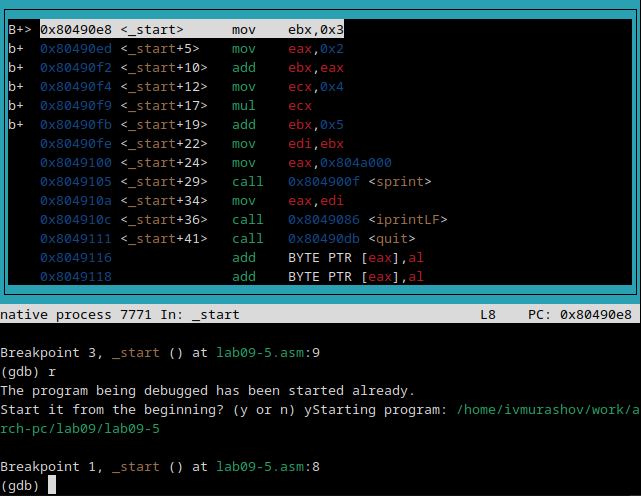 B+> 0x80490e8 <_start> mov ebx,0x3
b+ 0x80490ed <_start+5> mov eax,0x2
b+ 0x80490f2 <_start+10> add ebx,eax
b+ 0x80490f4 <_start+12> mov ecx,0x4
b+ 0x80490f9 <_start+17> mul ecx
b+ 0x80490fb <_start+19> add ebx,0x5
0x80490fe <_start+22> mov edi,ebx
0x8049100 <_start+24> mov eax,0x804a000
0x8049105 <_start+29> call 0x804900f <sprint>
0x804910a <_start+34> mov eax,edi
0x804910c <_start+36> call 0x8049086 <iprintLF>
0x8049111 <_start+41> call 0x80490db <quit>
0x8049116 add BYTE PTR [eax],al
0x8049118 add BYTE PTR [eax],al
native process 7771 In: _start L8 PC: 0x80490e8
Breakpoint 3, _start () at lab09-5.asm:9
(gdb) r
The program being debugged has been started already.
Start it from the beginning? (y or n) yStarting program: /home/ivmurashov/work/a
rch-pc/lab09/lab09-5
Breakpoint 1, _start () at lab09-5.asm:8
(gdb)